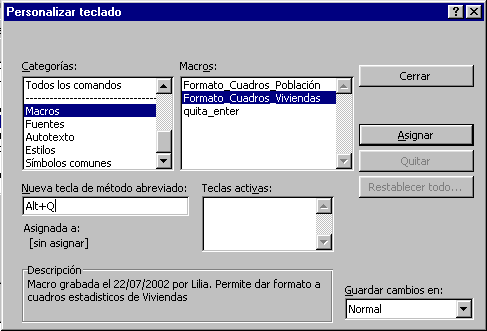 Personalizar teclado
Categorías:
Todos los comandos
Macros
Fuentes
Autotexto
Estilos
Símbolos comunes
Macros:
Formato_Cuadros_Población
Formato_Cuadros_Viviendas
quita_enter
Cerrar
Asignar
Quitar
Restablecer todo...
Nueva tecla de método abreviado:
Alt+Q
Teclas activas:
Asignada a:
[sin asignar]
Descripción
Macro grabada el 22/07/2002 por Lilia. Permite dar formato a
cuadros estadisticos de Viviendas
Guardar cambios en:
Normal